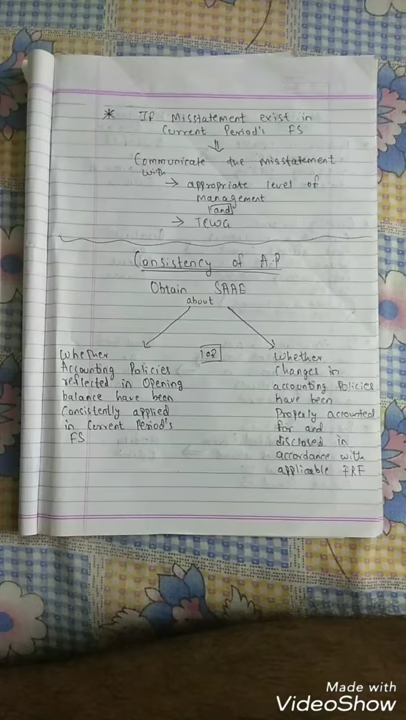 * If Misstatement exist in
Current Period's FS
⇓
Communicate the misstatement
with
→ appropriate level of
management
and
→ TCWG
Consistency of A.P
Obtain SAAE
about
Whether
Accounting Policies
reflected in Opening
balance have been
Consistently applied
in Current Period's
FS
Whether
Changes in
accounting Policies
have been
Properly accounted
for and
disclosed in
accordance with
applicable FRF
Made with
VideoShow